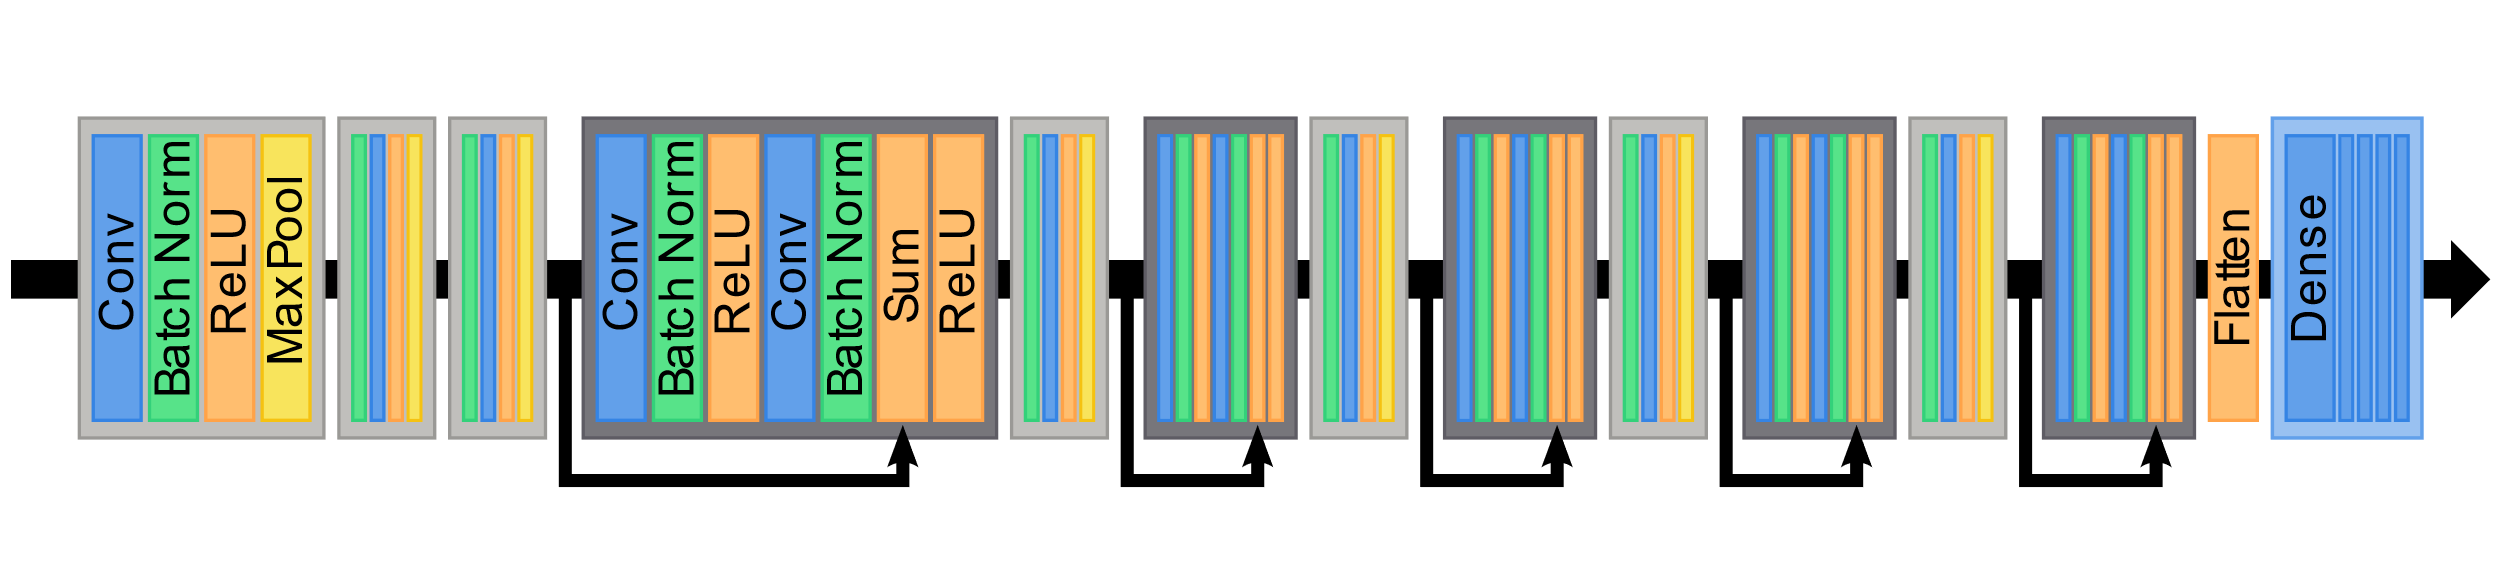 Conv
Batch Norm
ReLU
MaxPool
Conv
Batch Norm
ReLU
Conv
Batch Norm
Sum
ReLU
Flatten
Dense